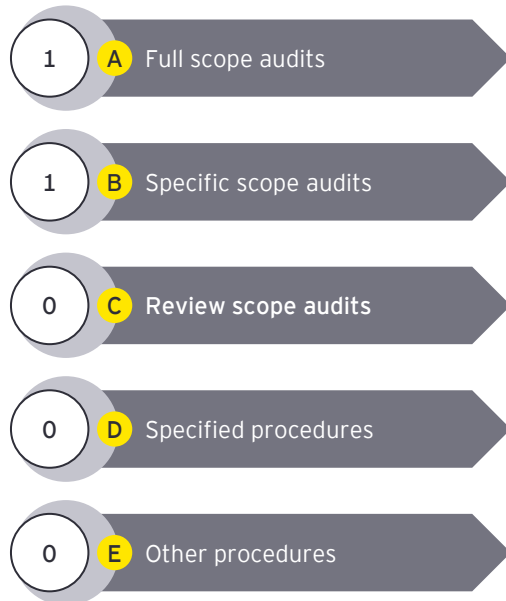 1 A Full scope audits
1 B Specific scope audits
0 C Review scope audits
0 D Specified procedures
0 E Other procedures